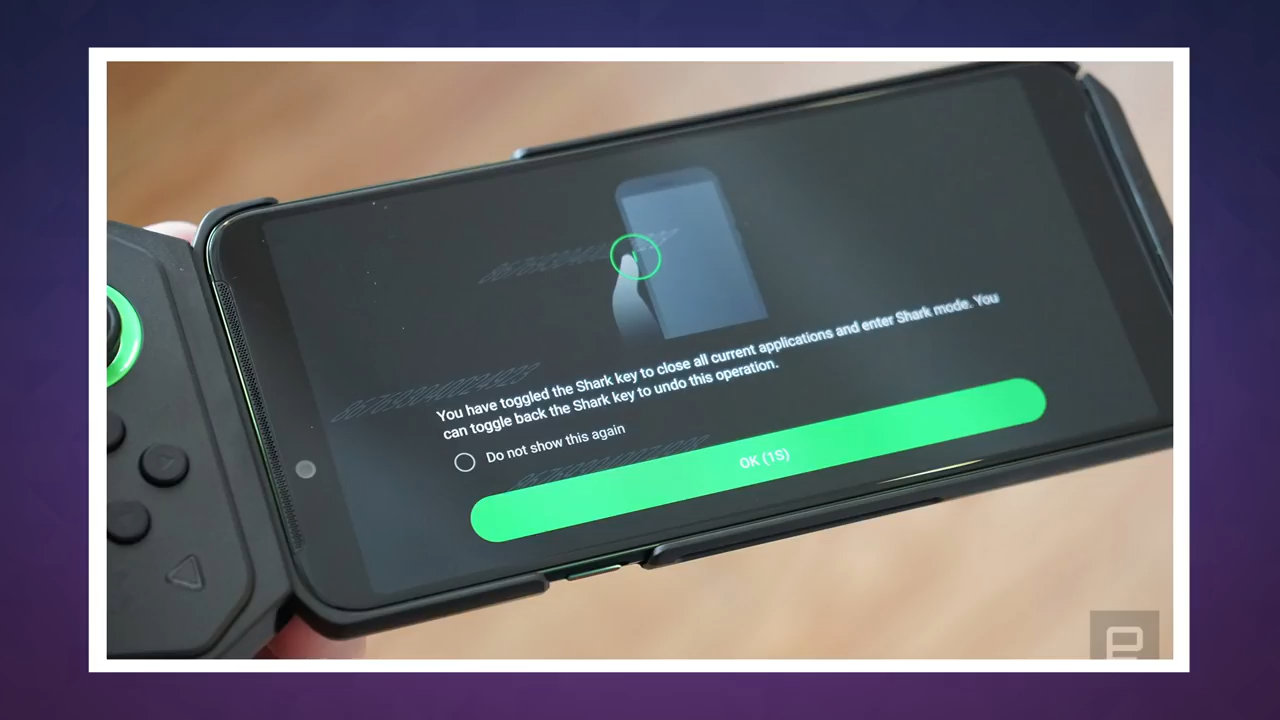 You have toggled the Shark key to close all current applications and enter Shark mode. You
can toggle back the Shark key to undo this operation.
Do not show this again
OK (1S)